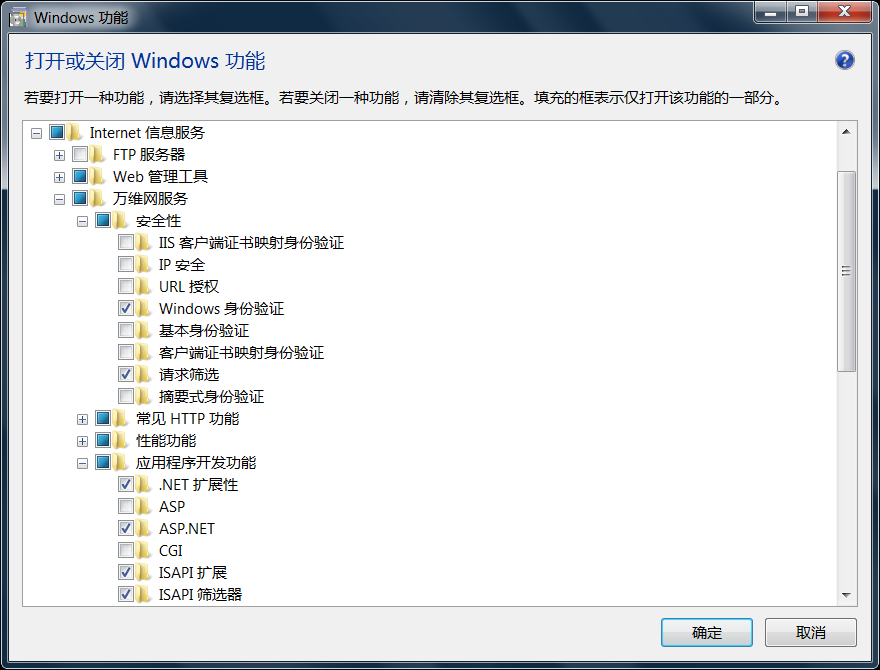 Windows 功能
打开或关闭 Windows 功能
若要打开一种功能，请选择其复选框。若要关闭一种功能，请清除其复选框。填充的框表示仅打开该功能的一部分。
Internet 信息服务
FTP 服务器
Web 管理工具
万维网服务
安全性
IIS 客户端证书映射身份验证
IP 安全
URL 授权
Windows 身份验证
基本身份验证
客户端证书映射身份验证
请求筛选
摘要式身份验证
常见 HTTP 功能
性能功能
应用程序开发功能
.NET 扩展性
ASP
ASP.NET
CGI
ISAPI 扩展
ISAPI 筛选器
确定 取消